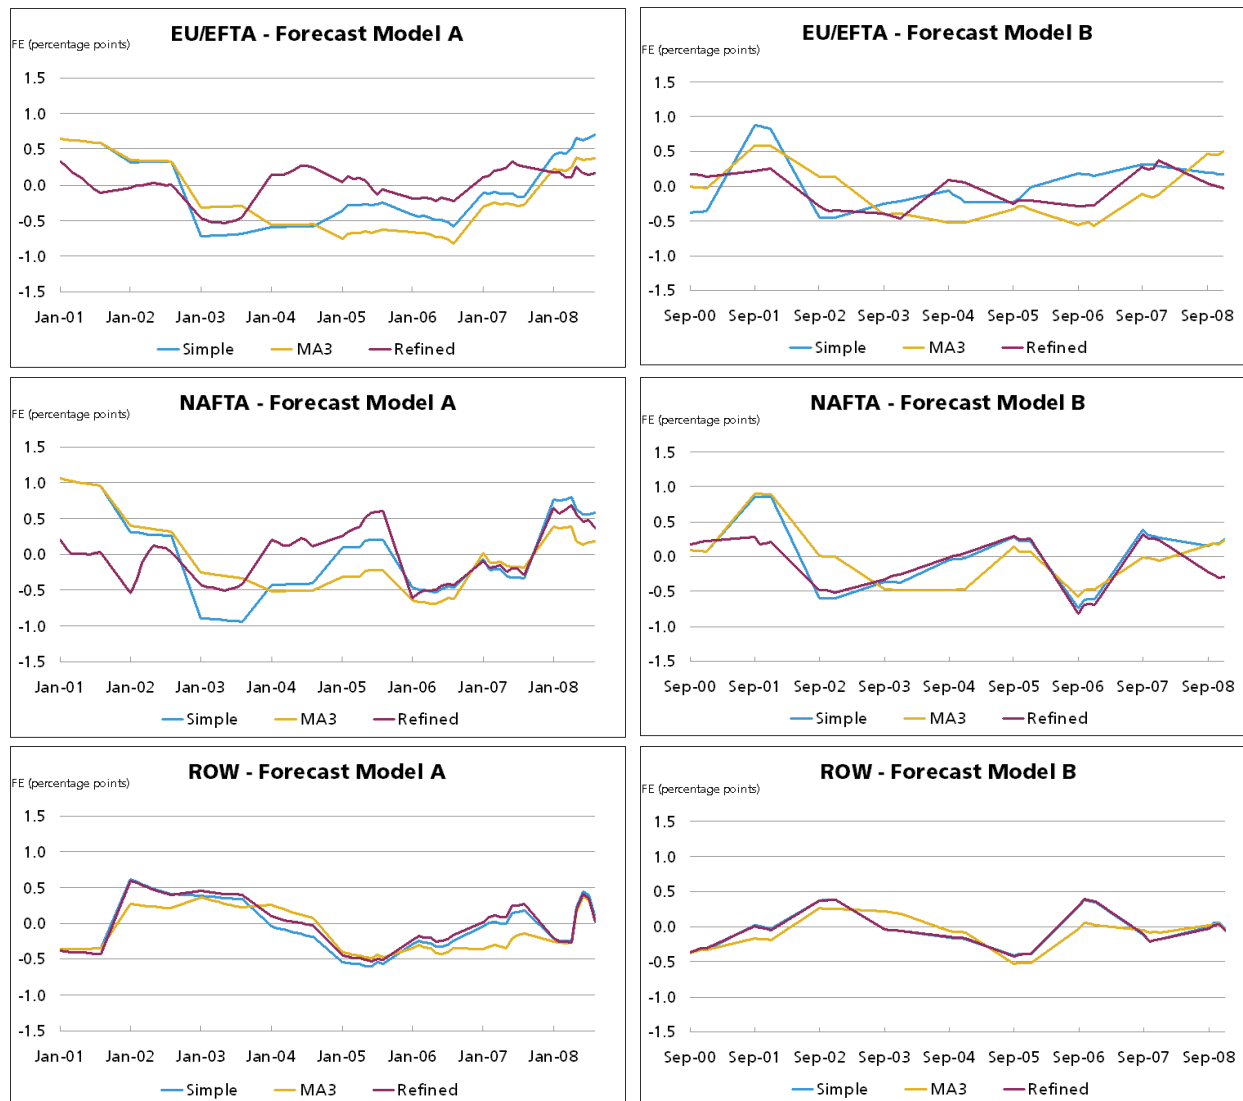 EU/EFTA - Forecast Model A
FE (percentage points)
1.5
1.0
0.5
0.0
-0.5
-1.0
-1.5
Jan-01 Jan-02 Jan-03 Jan-04 Jan-05 Jan-06 Jan-07 Jan-08
Simple MA3 Refined
EU/EFTA - Forecast Model B
FE (percentage points)
1.5
1.0
0.5
0.0
-0.5
-1.0
-1.5
Sep-00 Sep-01 Sep-02 Sep-03 Sep-04 Sep-05 Sep-06 Sep-07 Sep-08
Simple MA3 Refined
NAFTA - Forecast Model A
FE (percentage points)
1.5
1.0
0.5
0.0
-0.5
-1.0
-1.5
Jan-01 Jan-02 Jan-03 Jan-04 Jan-05 Jan-06 Jan-07 Jan-08
Simple MA3 Refined
NAFTA - Forecast Model B
FE (percentage points)
1.5
1.0
0.5
0.0
-0.5
-1.0
-1.5
Sep-00 Sep-01 Sep-02 Sep-03 Sep-04 Sep-05 Sep-06 Sep-07 Sep-08
Simple MA3 Refined
ROW - Forecast Model A
FE (percentage points)
1.5
1.0
0.5
0.0
-0.5
-1.0
-1.5
Jan-01 Jan-02 Jan-03 Jan-04 Jan-05 Jan-06 Jan-07 Jan-08
Simple MA3 Refined
ROW - Forecast Model B
FE (percentage points)
1.5
1.0
0.5
0.0
-0.5
-1.0
-1.5
Sep-00 Sep-01 Sep-02 Sep-03 Sep-04 Sep-05 Sep-06 Sep-07 Sep-08
Simple MA3 Refined